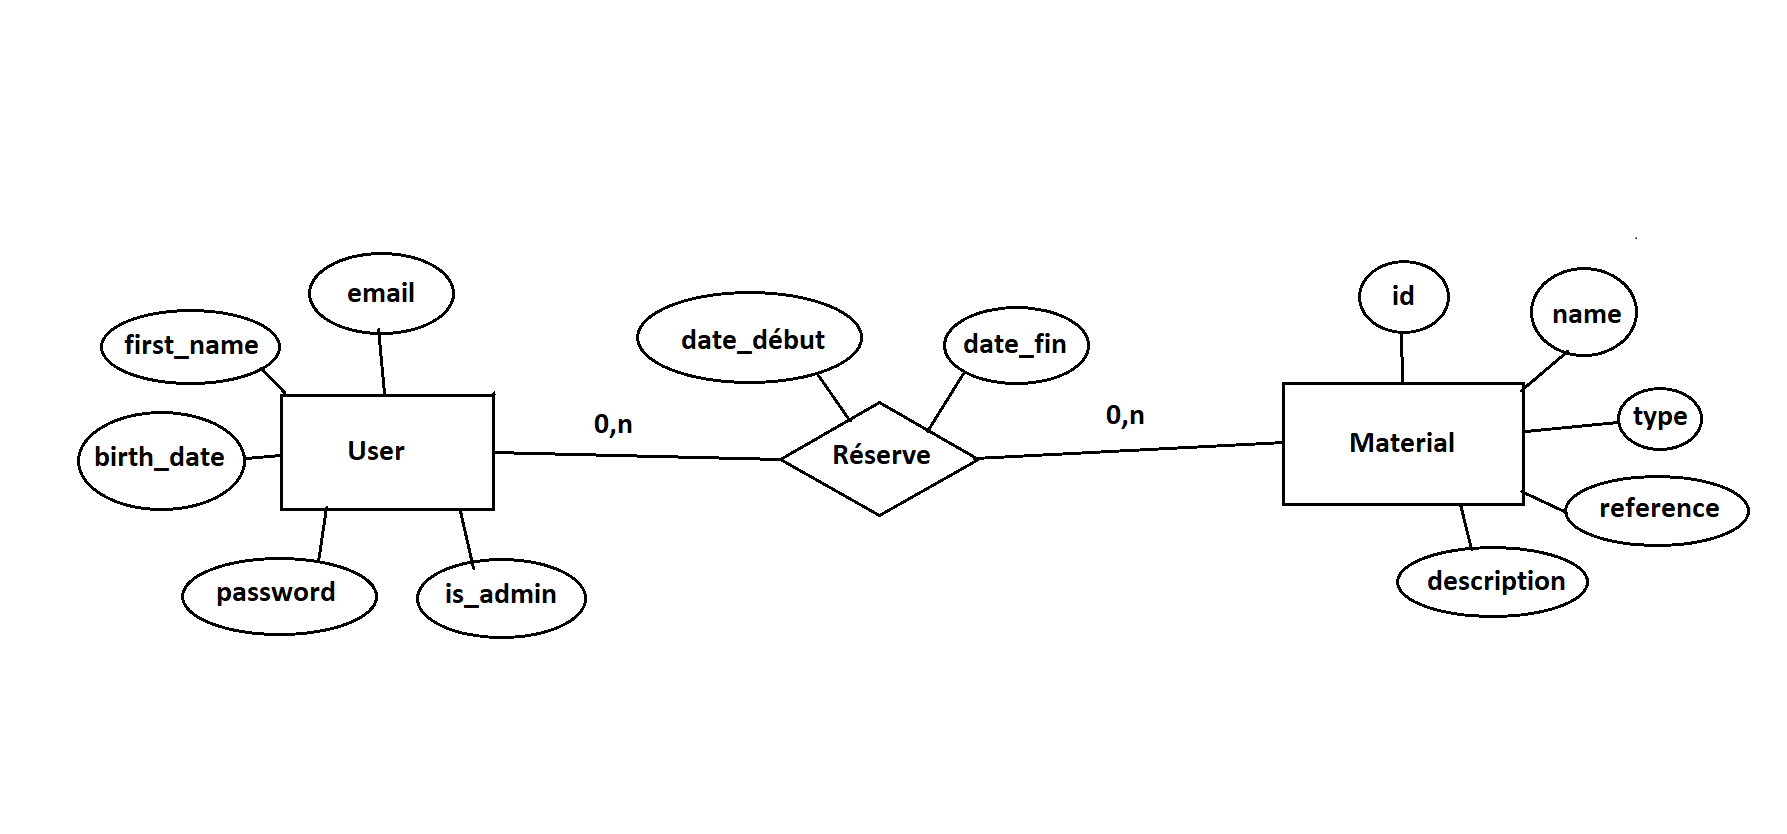 email
first_name
birth_date
User
password
is_admin
0,n
date_début
date_fin
Réserve
0,n
id
name
type
Material
reference
description